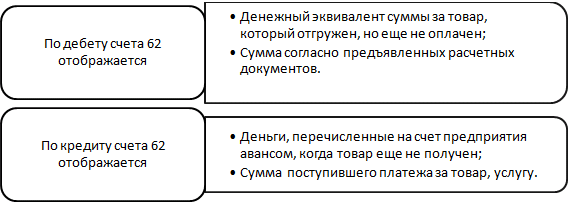 По дебету счета 62
отображается
• Денежный эквивалент суммы за товар,
который отгружен, но еще не оплачен;
• Сумма согласно предъявленных расчетных
документов.
По кредиту счета 62
отображается
• Деньги, перечисленные на счет предприятия
авансом, когда товар еще не получен;
• Сумма поступившего платежа за товар, услугу.